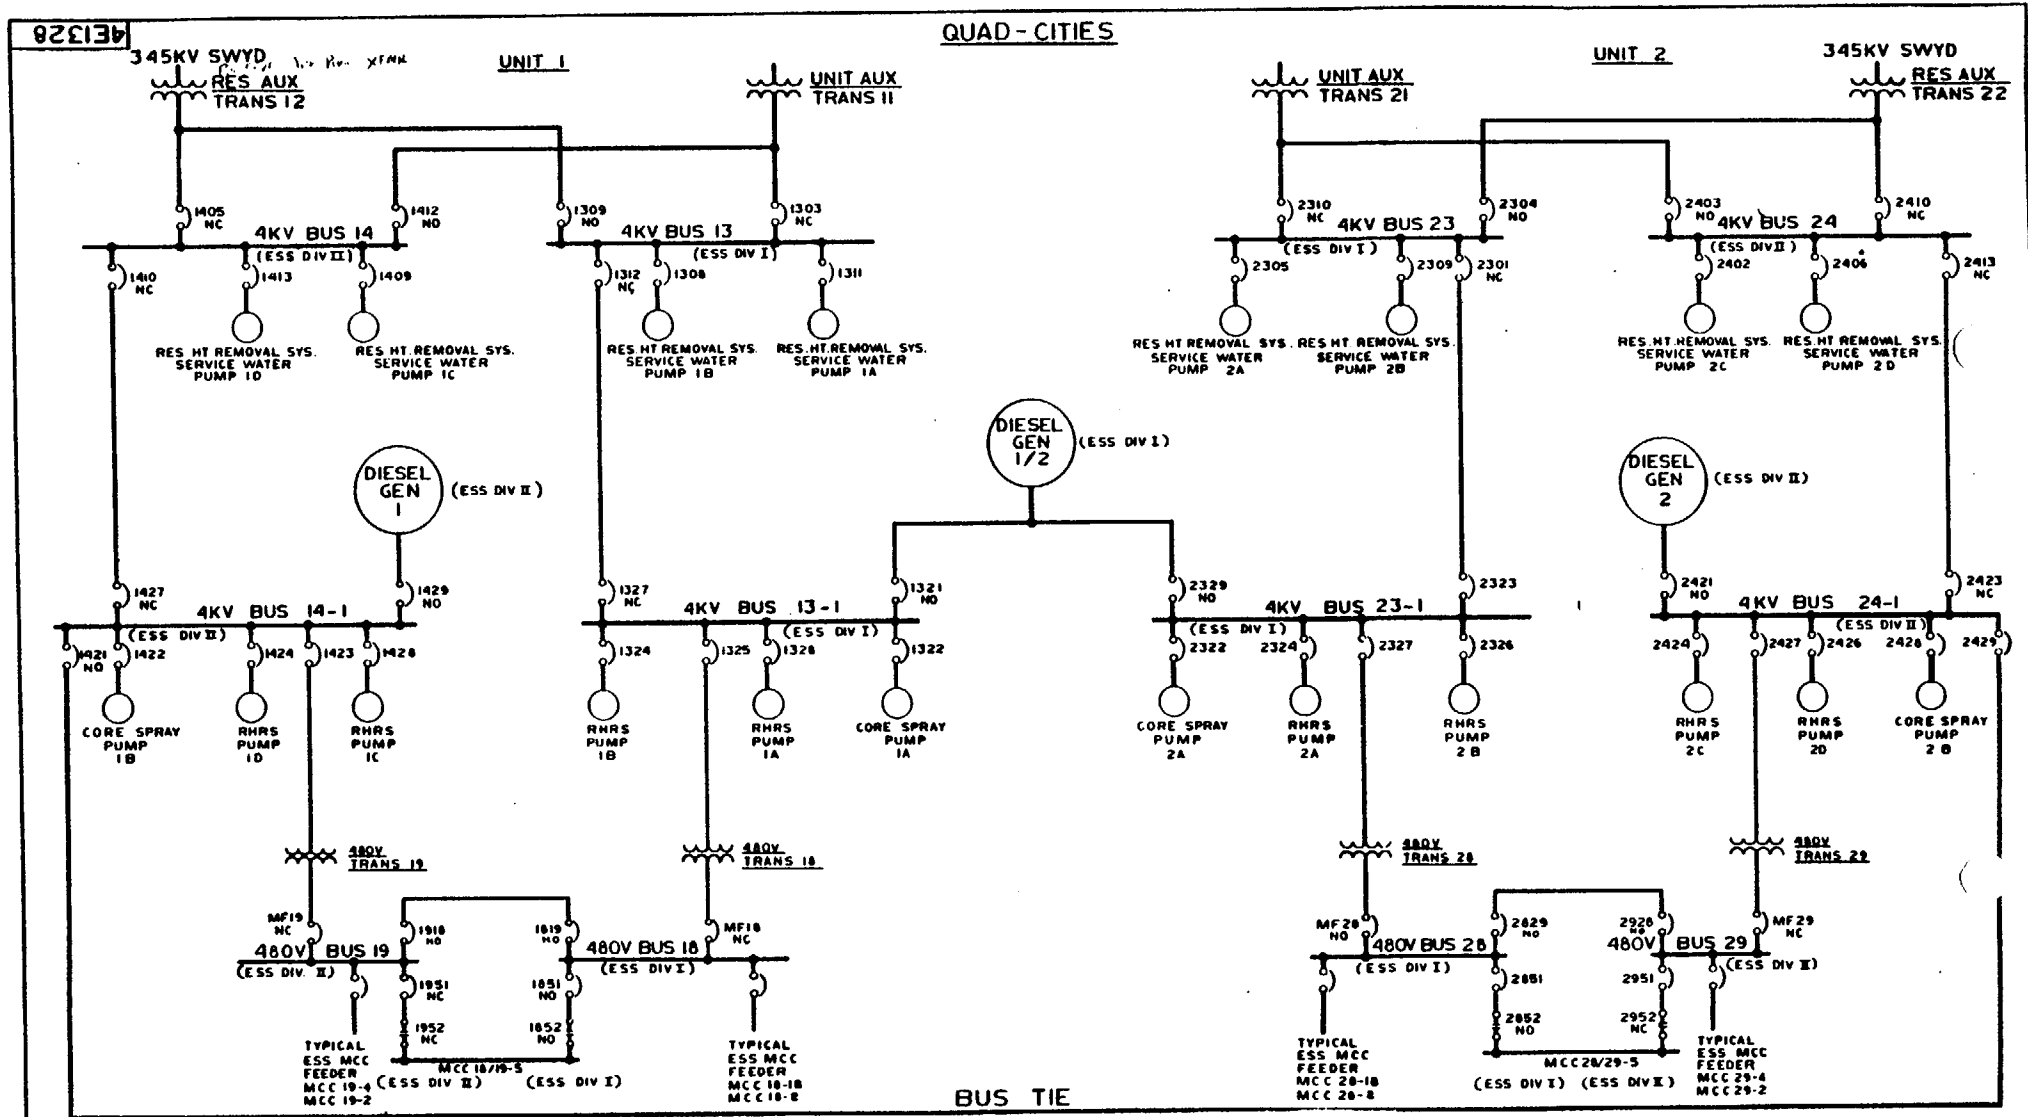 4E1328
QUAD-CITIES
345KV SWYD
XFMR
UNIT 1
UNIT 2
345KV SWYD
RES AUX
TRANS 12
UNIT AUX
TRANS 11
UNIT AUX
TRANS 21
RES AUX
TRANS 22
1405
NC
1412
NO
1309
NO
1303
NC
2310
NC
2304
NO
2403
NO
2410
NC
4KV BUS 14
(ESS DIV II)
4KV BUS 13
(ESS DIV I)
4KV BUS 23
(ESS DIV I)
4KV BUS 24
(ESS DIV II)
1410
NC
1413
1409
1312
NC
1308
1311
2305
2309
2301
NC
2402
2406
2413
NC
RES HT REMOVAL SYS.
SERVICE WATER
PUMP 1D
RES HT. REMOVAL SYS.
SERVICE WATER
PUMP 1C
RES. HT REMOVAL SYS.
SERVICE WATER
PUMP 1B
RES. HT REMOVAL SYS.
SERVICE WATER
PUMP 1A
RES HT REMOVAL SYS.
SERVICE WATER
PUMP 2A
RES HT REMOVAL SYS.
SERVICE WATER
PUMP 2B
RES. HT. REMOVAL SYS.
SERVICE WATER
PUMP 2C
RES. HT REMOVAL SYS.
SERVICE WATER
PUMP 2D
DIESEL
GEN
1
(ESS DIV II)
DIESEL
GEN
1/2
(ESS DIV I)
DIESEL
GEN
2
(ESS DIV II)
1427
NC
1429
NO
1327
NC
1321
NO
2329
NO
2323
2421
NO
2423
NC
4KV BUS 14-1
(ESS DIV II)
4KV BUS 13-1
(ESS DIV I)
4KV BUS 23-1
(ESS DIV I)
4KV BUS 24-1
(ESS DIV II)
1421
NO
1422
1424
1423
1428
1324
1325
1328
1322
2322
2324
2327
2326
2424
2427
2426
2428
2429
CORE SPRAY
PUMP
1B
RHRS
PUMP
1D
RHRS
PUMP
1C
RHRS
PUMP
1B
RHRS
PUMP
1A
CORE SPRAY
PUMP
1A
CORE SPRAY
PUMP
2A
RHRS
PUMP
2A
RHRS
PUMP
2B
RHRS
PUMP
2C
RHRS
PUMP
2D
CORE SPRAY
PUMP
2B
480V
TRANS 19
480V
TRANS 18
480V
TRANS 28
480V
TRANS 29
MF19
NC
1918
NO
1819
NO
MF18
NC
MF28
NO
2829
NO
2928
NO
MF29
NC
480V BUS 19
(ESS DIV. II)
480V BUS 18
(ESS DIV I)
480V BUS 28
(ESS DIV I)
480V BUS 29
(ESS DIV II)
1951
NC
1851
NO
2851
2951
1952
NC
1852
NO
2852
NO
2952
NC
TYPICAL
ESS MCC
FEEDER
MCC 19-4
MCC 19-2
MCC 18/19-5
(ESS DIV II) (ESS DIV I)
TYPICAL
ESS MCC
FEEDER
MCC 18-1B
MCC 18-2
TYPICAL
ESS MCC
FEEDER
MCC 28-1B
MCC 28-2
MCC 28/29-5
(ESS DIV I) (ESS DIV II)
TYPICAL
ESS MCC
FEEDER
MCC 29-4
MCC 29-2
BUS TIE